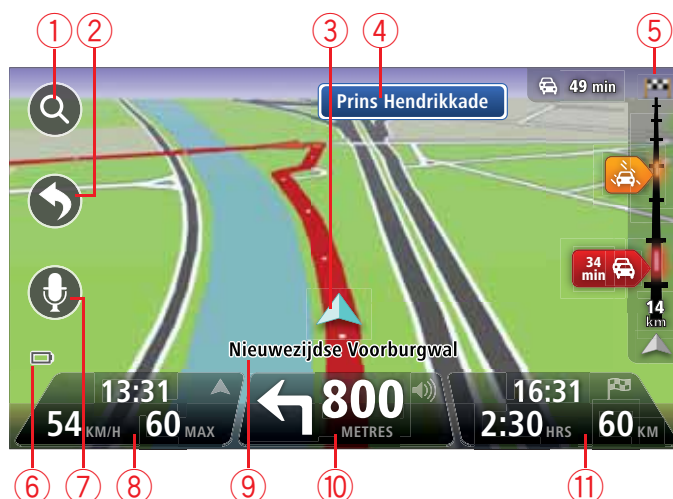 1 2 3 4 5
Prins Hendrikkade
49 min
34 min
14 km
Nieuwezijdse Voorburgwal
13:31
54 KM/H 60 MAX
800
METRES
16:31
2:30 HRS 60 KM
6 7 8 9 10 11